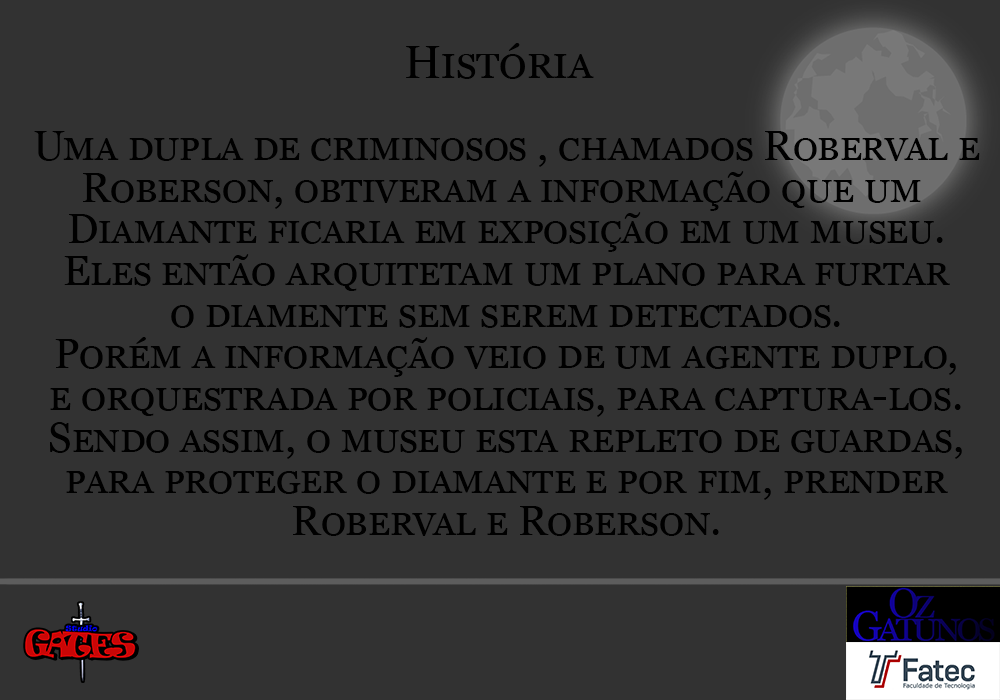 História
Uma dupla de criminosos , chamados Roberval e
Roberson, obtiveram a informação que um
Diamante ficaria em exposição em um museu.
Eles então arquitetam um plano para furtar
o diamente sem serem detectados.
Porém a informação veio de um agente duplo,
e orquestrada por policiais, para captura-los.
Sendo assim, o museu esta repleto de guardas,
para proteger o diamante e por fim, prender
Roberval e Roberson.
GATES
Oz
Gatunos
Fatec
Faculdade de Tecnologia